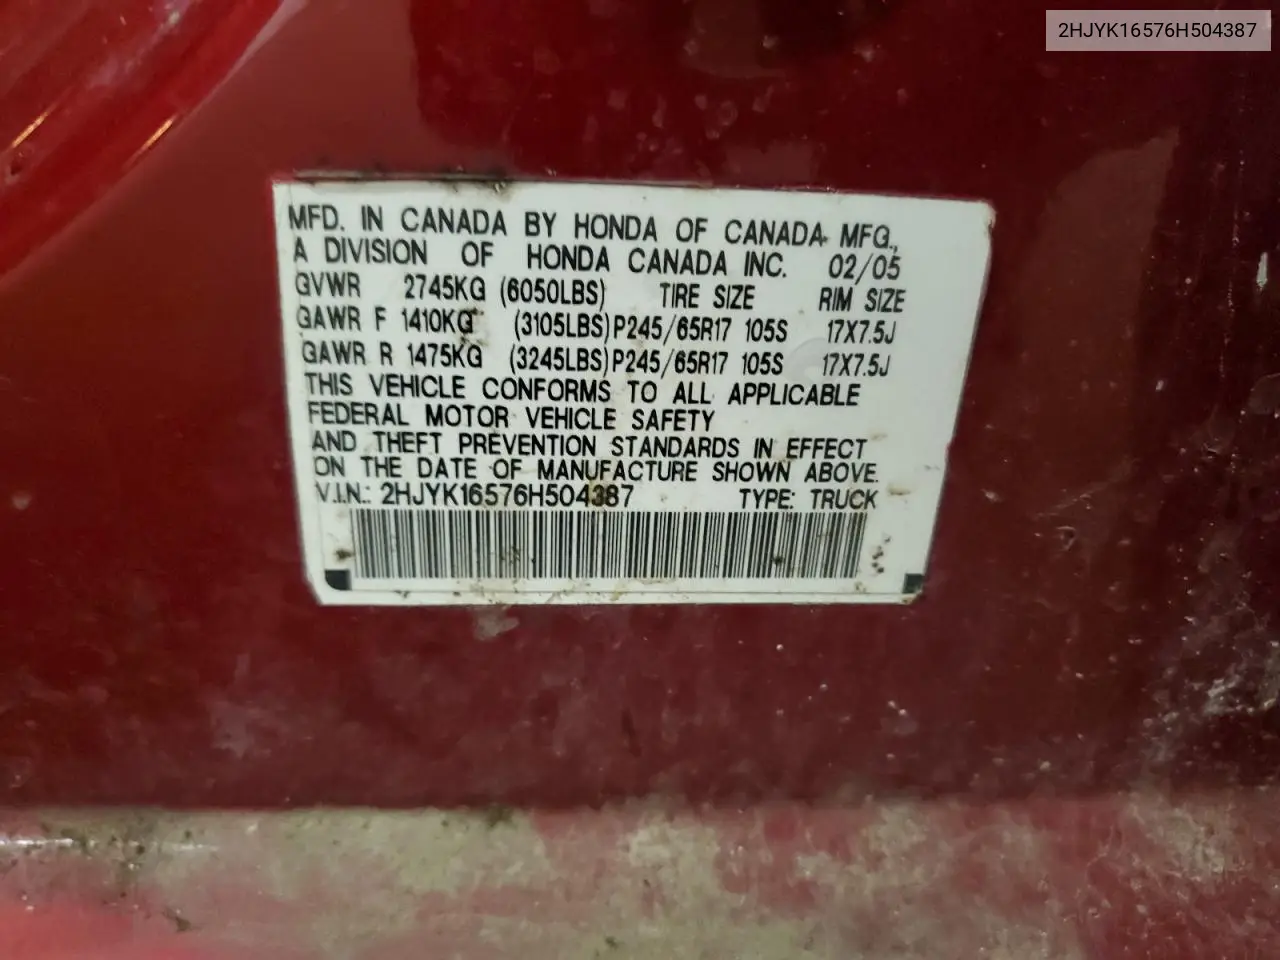 2HJYK16576H504387
MFD. IN CANADA BY HONDA OF CANADA MFG.,
A DIVISION OF HONDA CANADA INC. 02/05
GVWR 2745KG (6050LBS) TIRE SIZE RIM SIZE
GAWR F 1410KG (3105LBS) P245/65R17 105S 17X7.5J
GAWR R 1475KG (3245LBS) P245/65R17 105S 17X7.5J
THIS VEHICLE CONFORMS TO ALL APPLICABLE
FEDERAL MOTOR VEHICLE SAFETY
AND THEFT PREVENTION STANDARDS IN EFFECT
ON THE DATE OF MANUFACTURE SHOWN ABOVE.
V.I.N.: 2HJYK16576H504387 TYPE: TRUCK